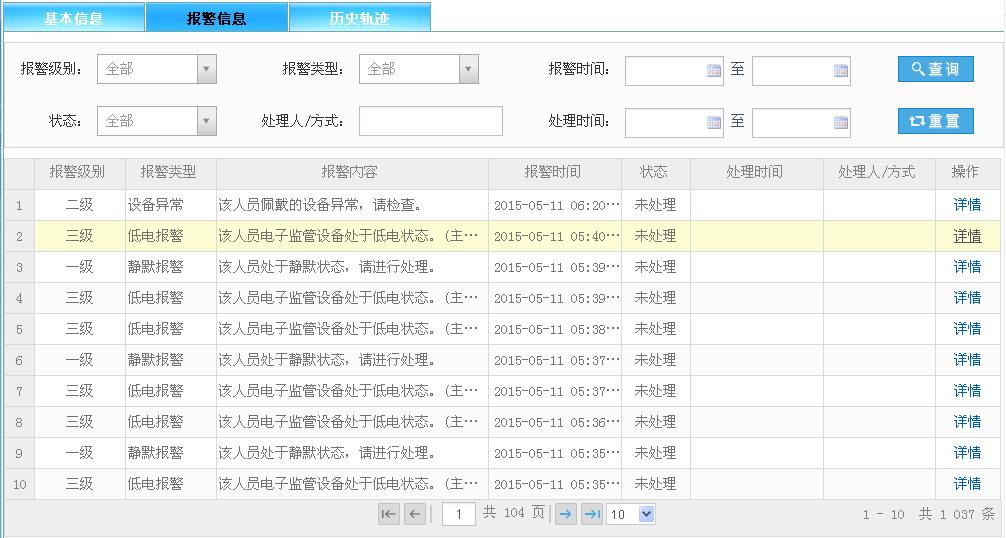 基本信息 报警信息 历史轨迹
报警级别： 全部 报警类型： 全部 报警时间： 至 查询
状态： 全部 处理人/方式： 处理时间： 至 重置
报警级别 报警类型 报警内容 报警时间 状态 处理时间 处理人/方式 操作
1 二级 设备异常 该人员佩戴的设备异常，请检查。 2015-05-11 06:20… 未处理 详情
2 三级 低电报警 该人员电子监管设备处于低电状态。（主… 2015-05-11 05:40… 未处理 详情
3 一级 静默报警 该人员处于静默状态，请进行处理。 2015-05-11 05:39… 未处理 详情
4 三级 低电报警 该人员电子监管设备处于低电状态。（主… 2015-05-11 05:39… 未处理 详情
5 三级 低电报警 该人员电子监管设备处于低电状态。（主… 2015-05-11 05:38… 未处理 详情
6 一级 静默报警 该人员处于静默状态，请进行处理。 2015-05-11 05:37… 未处理 详情
7 三级 低电报警 该人员电子监管设备处于低电状态。（主… 2015-05-11 05:37… 未处理 详情
8 三级 低电报警 该人员电子监管设备处于低电状态。（主… 2015-05-11 05:36… 未处理 详情
9 一级 静默报警 该人员处于静默状态，请进行处理。 2015-05-11 05:35… 未处理 详情
10 三级 低电报警 该人员电子监管设备处于低电状态。（主… 2015-05-11 05:35… 未处理 详情
1 共 104 页 10 1 - 10 共 1 037 条